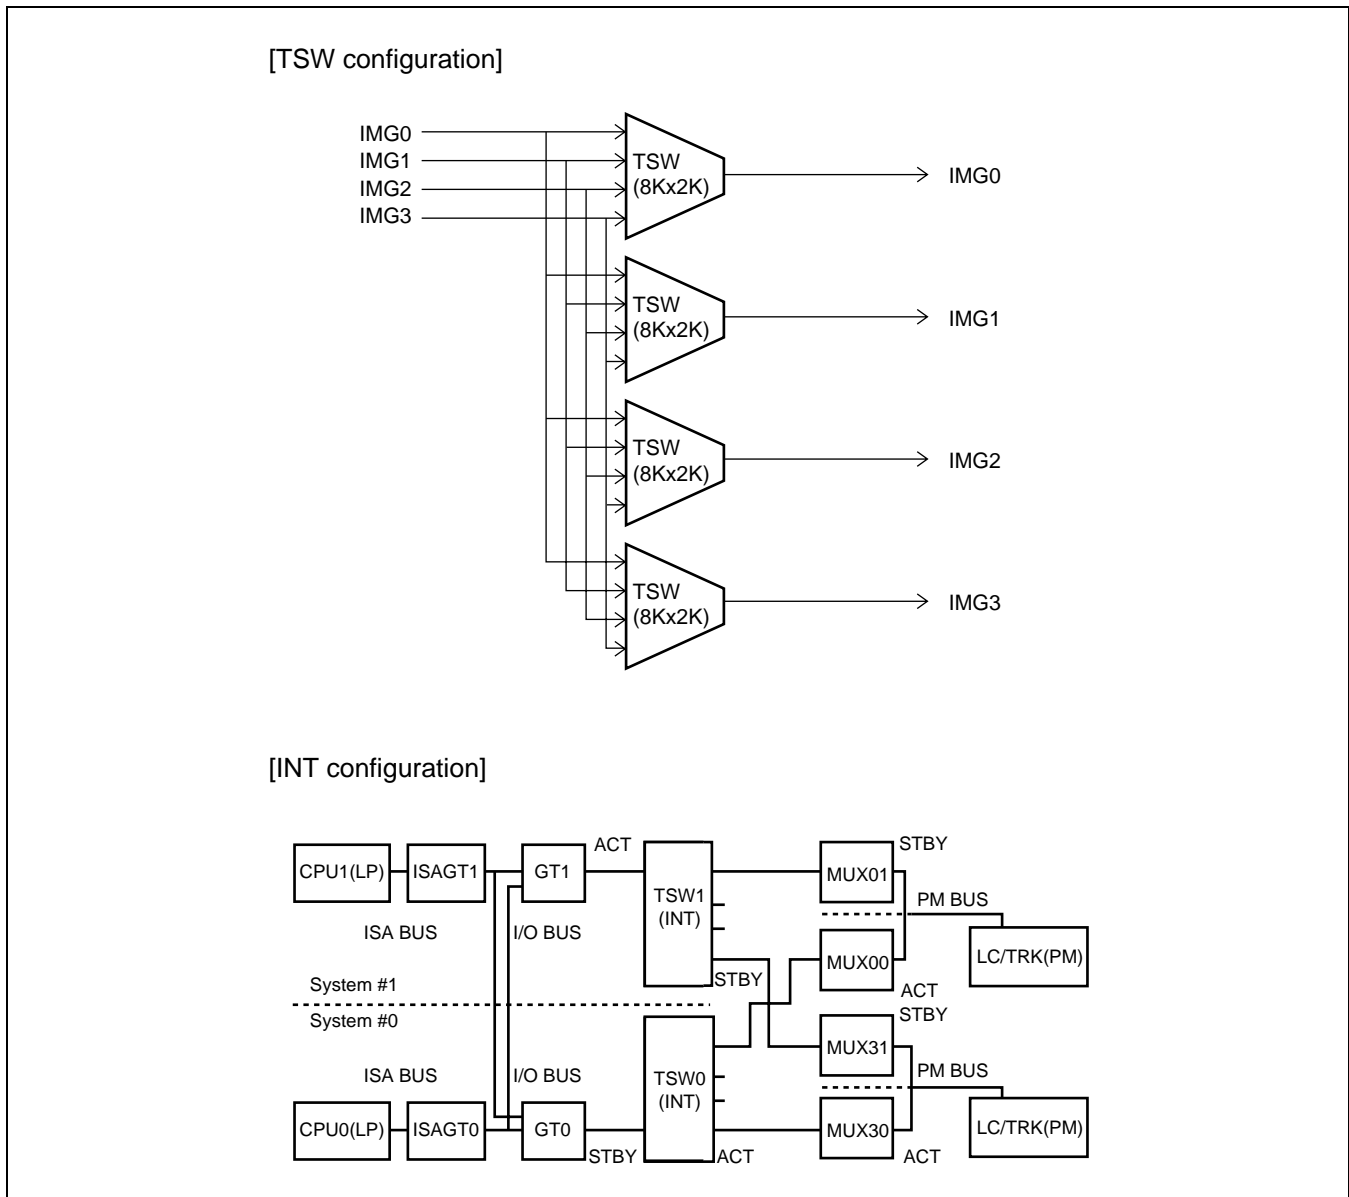 [TSW configuration]
IMG0
IMG1
IMG2
IMG3
TSW
(8Kx2K)
IMG0
TSW
(8Kx2K)
IMG1
TSW
(8Kx2K)
IMG2
TSW
(8Kx2K)
IMG3
[INT configuration]
CPU1(LP)
ISAGT1
GT1
ACT
TSW1
(INT)
MUX01
STBY
PM BUS
ISA BUS
I/O BUS
MUX00
LC/TRK(PM)
STBY
ACT
System #1
System #0
STBY
MUX31
PM BUS
ISA BUS
I/O BUS
TSW0
(INT)
CPU0(LP)
ISAGT0
GT0
STBY
ACT
MUX30
ACT
LC/TRK(PM)